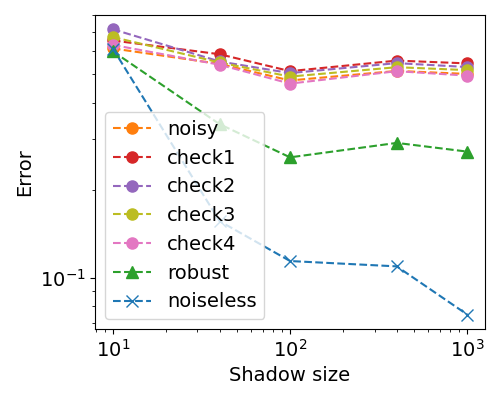 Error
10⁻¹
noisy
check1
check2
check3
check4
robust
noiseless
10¹ 10² 10³
Shadow size